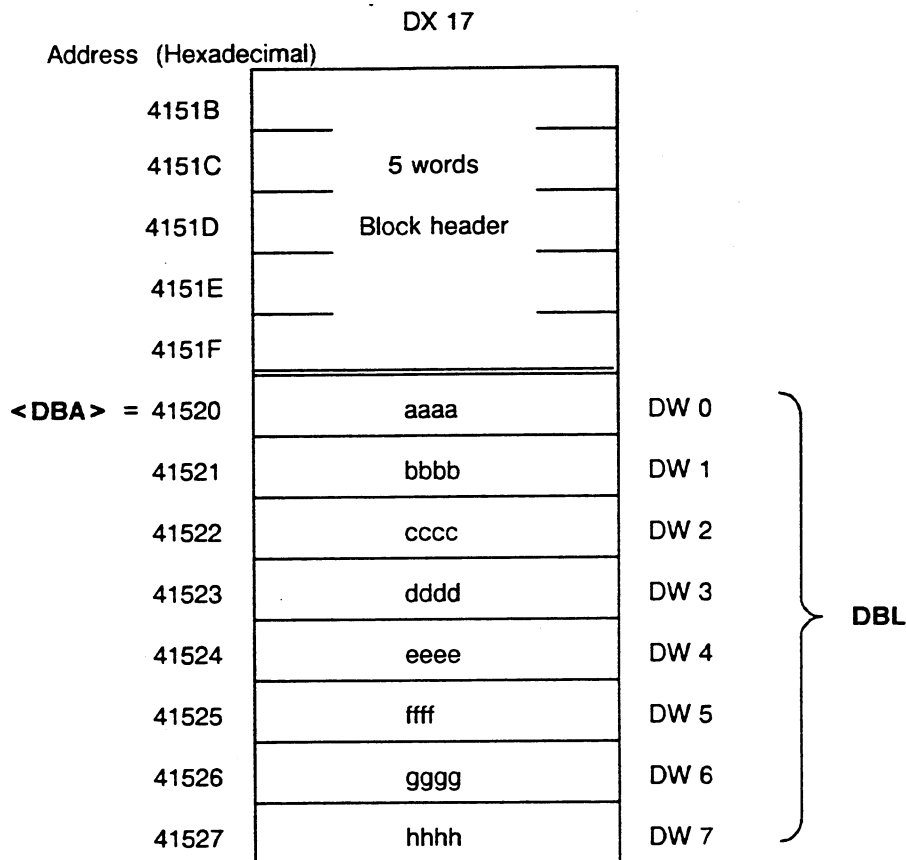 DX 17
Address (Hexadecimal)
4151B
4151C 5 words
4151D Block header
4151E
4151F
<DBA> = 41520 aaaa DW 0
41521 bbbb DW 1
41522 cccc DW 2
41523 dddd DW 3
DBL
41524 eeee DW 4
41525 ffff DW 5
41526 gggg DW 6
41527 hhhh DW 7